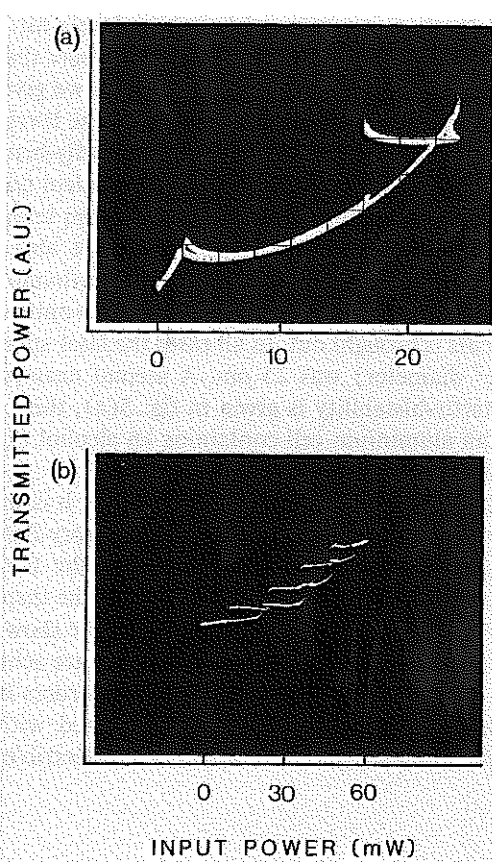 (a)
TRANSMITTED POWER (A.U.)
0 10 20
(b)
0 30 60
INPUT POWER (mW)